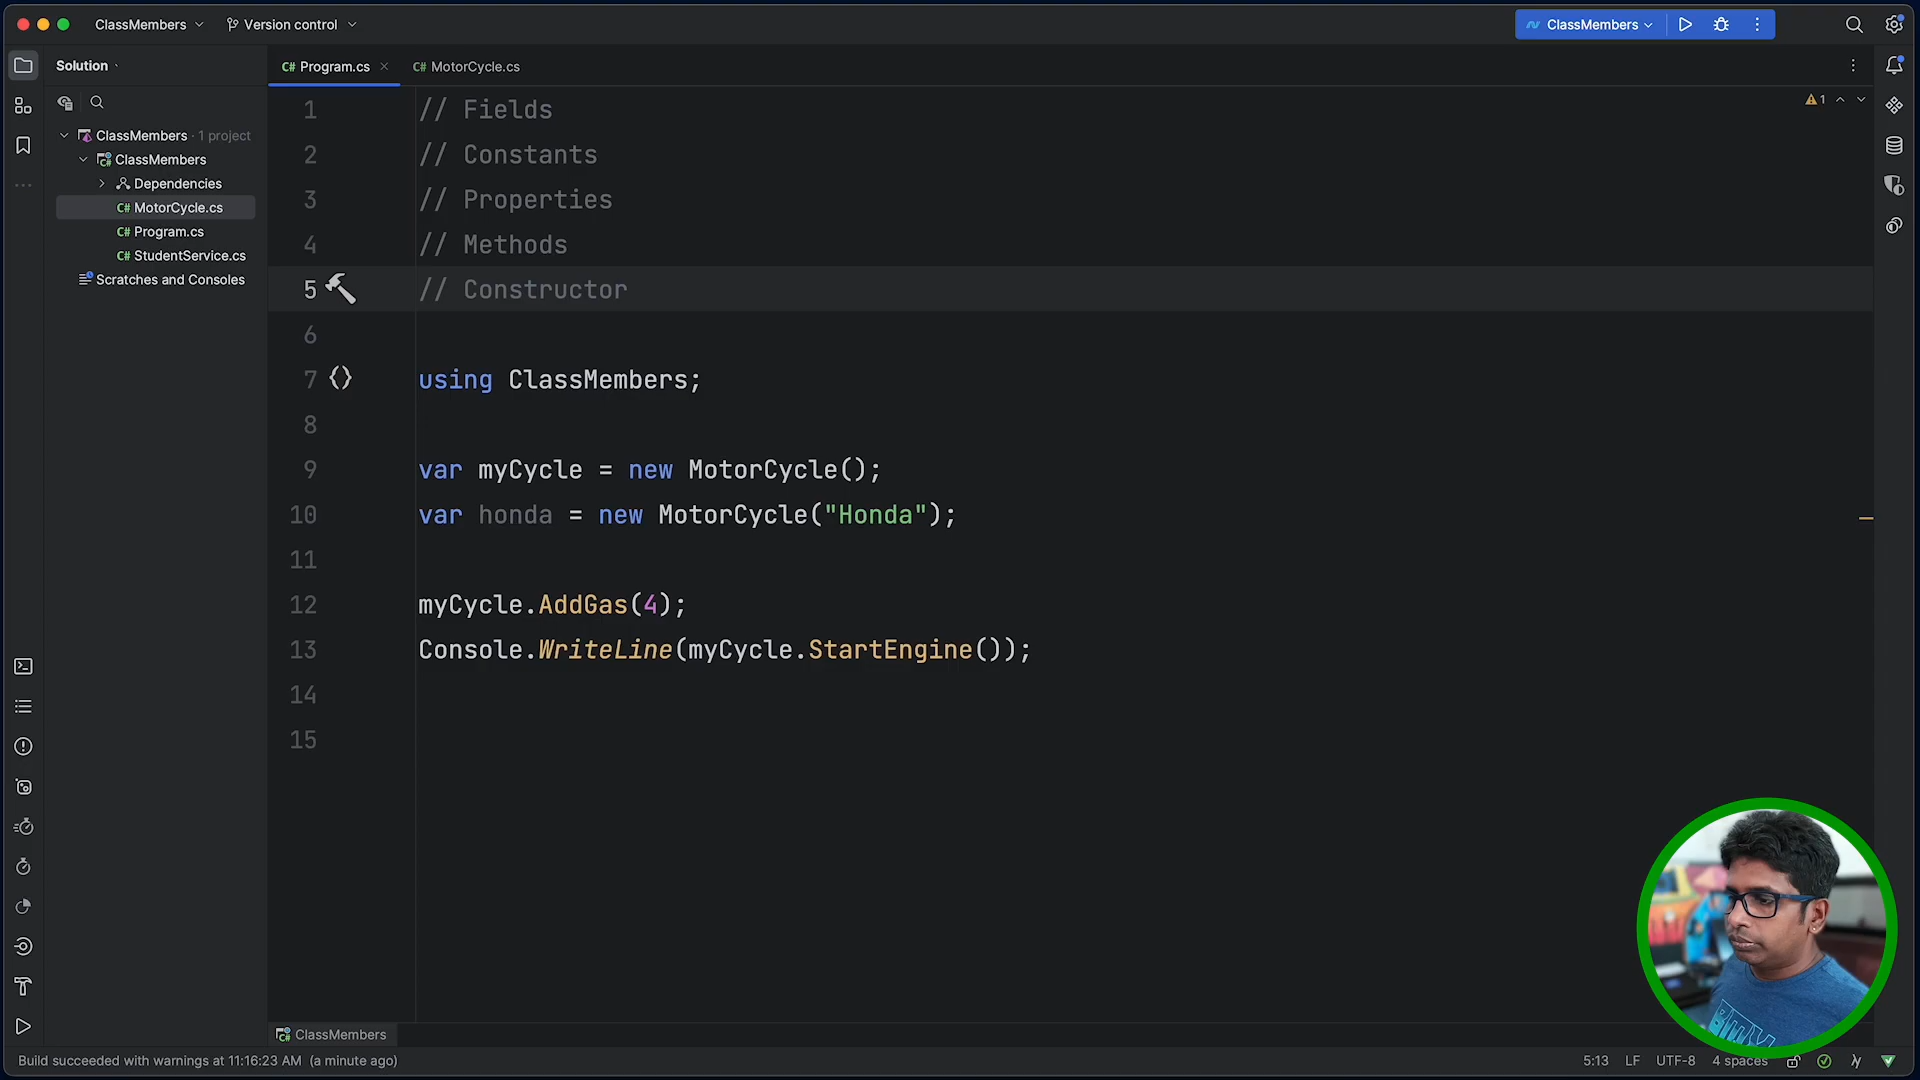 ClassMembers
Version control
ClassMembers
Solution
C# Program.cs
C# MotorCycle.cs
ClassMembers · 1 project
ClassMembers
Dependencies
C# MotorCycle.cs
C# Program.cs
C# StudentService.cs
Scratches and Consoles
1
1 // Fields
2 // Constants
3 // Properties
4 // Methods
5 // Constructor
6
7 using ClassMembers;
8
9 var myCycle = new MotorCycle();
10 var honda = new MotorCycle("Honda");
11
12 myCycle.AddGas(4);
13 Console.WriteLine(myCycle.StartEngine());
14
15
C# ClassMembers
Build succeeded with warnings at 11:16:23 AM (a minute ago)
5:13 LF UTF-8 4 spaces